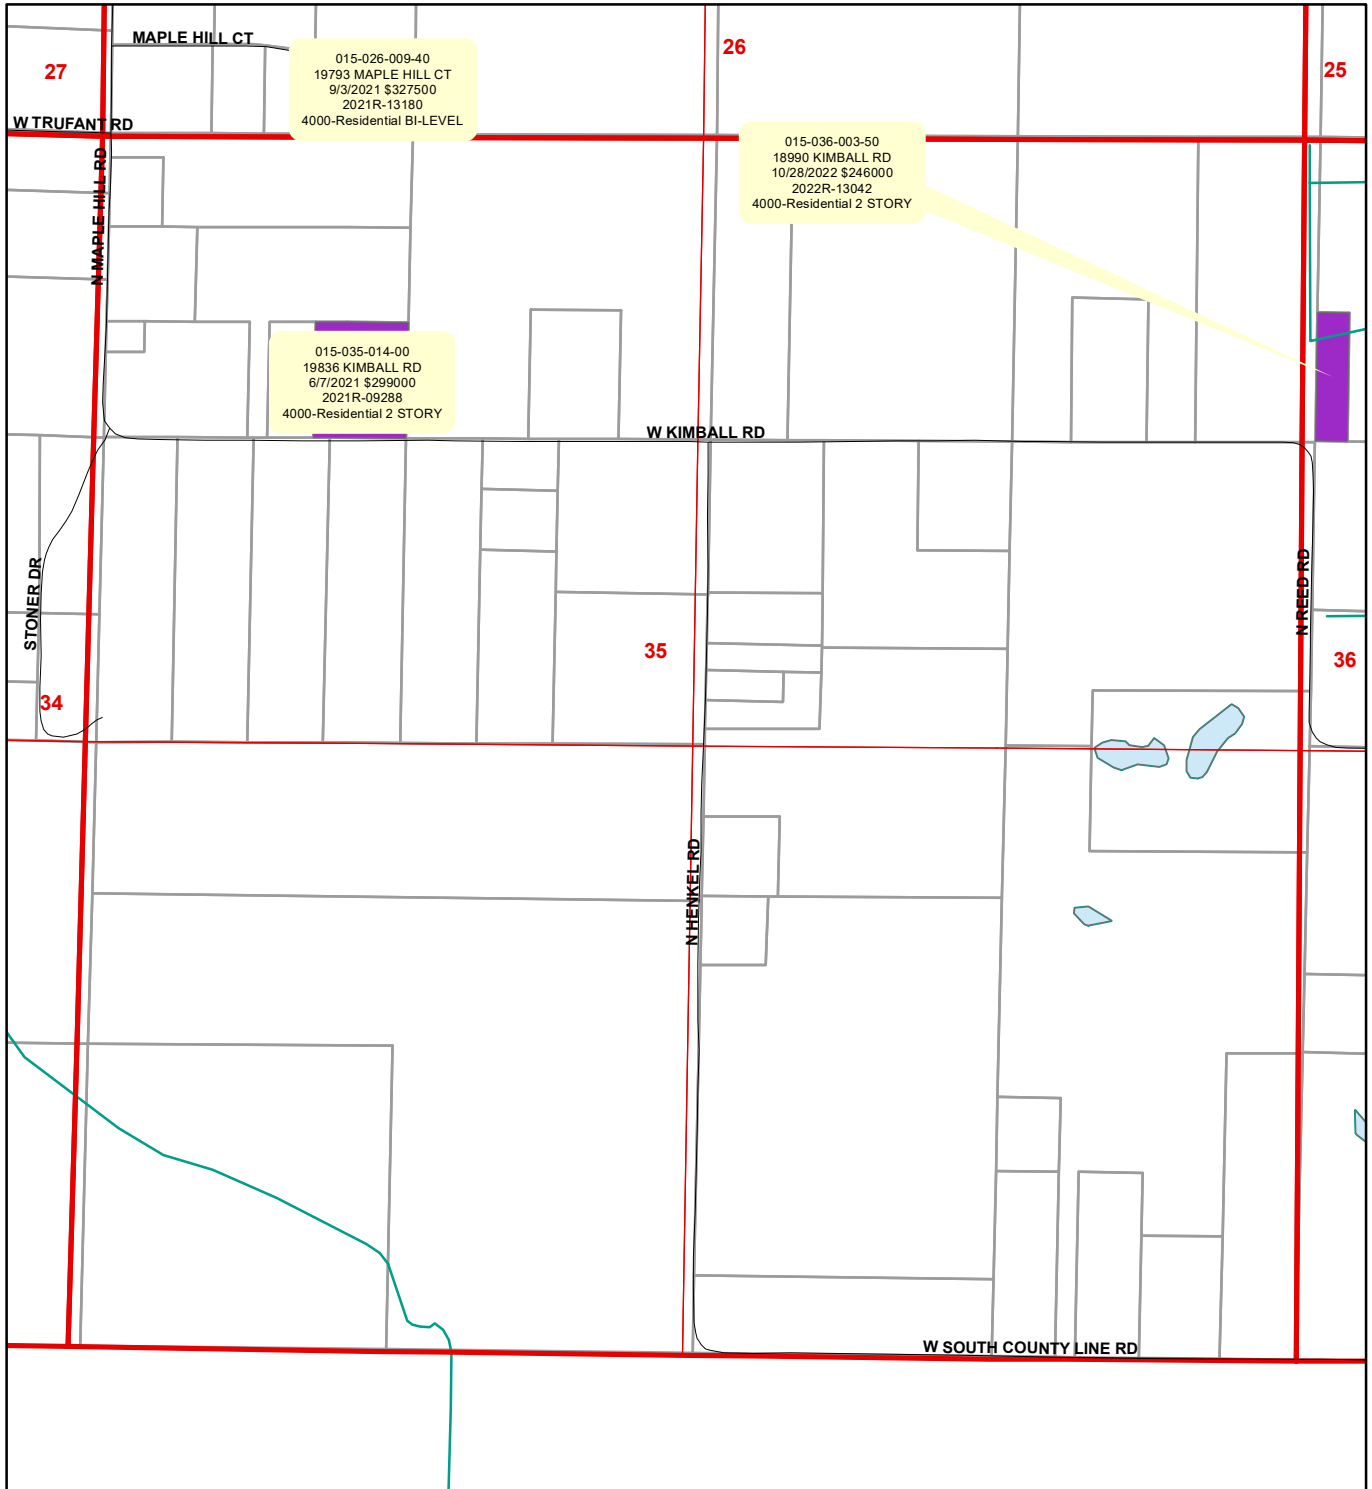 MAPLE HILL CT
26
27
25
015-026-009-40
19793 MAPLE HILL CT
9/3/2021 $327500
2021R-13180
4000-Residential BI-LEVEL
W TRUFANT RD
N MAPLE HILL RD
015-036-003-50
18990 KIMBALL RD
10/28/2022 $246000
2022R-13042
4000-Residential 2 STORY
015-035-014-00
19836 KIMBALL RD
6/7/2021 $299000
2021R-09288
4000-Residential 2 STORY
W KIMBALL RD
STONER DR
N REED RD
35
36
34
N HENKEL RD
W SOUTH COUNTY LINE RD